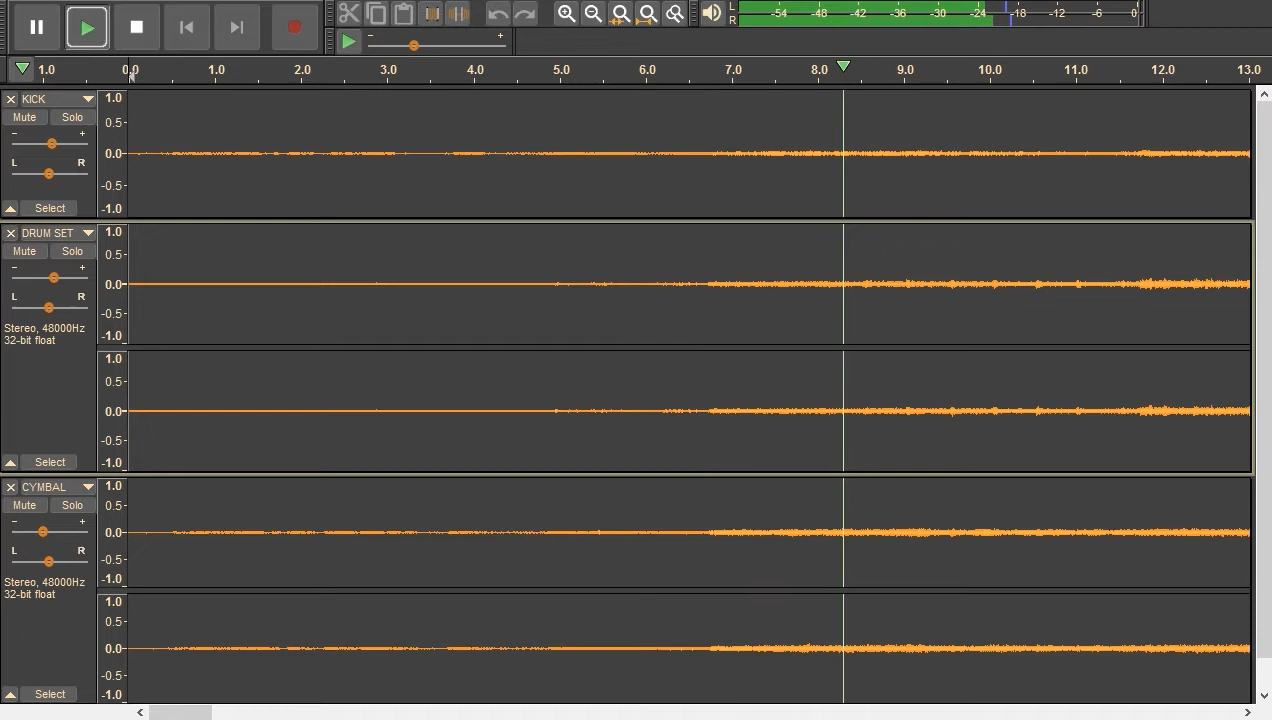 L
R
-54 -48 -42 -36 -30 -24 -18 -12 -6 0
- +
1.0 0.0 1.0 2.0 3.0 4.0 5.0 6.0 7.0 8.0 9.0 10.0 11.0 12.0 13.0
KICK
Mute Solo
- +
L R
Select
1.0
0.5
0.0
-0.5
-1.0
DRUM SET
Mute Solo
- +
L R
Stereo, 48000Hz
32-bit float
Select
1.0
0.5
0.0
-0.5
-1.0
1.0
0.5
0.0
-0.5
-1.0
CYMBAL
Mute Solo
- +
L R
Stereo, 48000Hz
32-bit float
Select
1.0
0.5
0.0
-0.5
-1.0
1.0
0.5
0.0
-0.5
-1.0